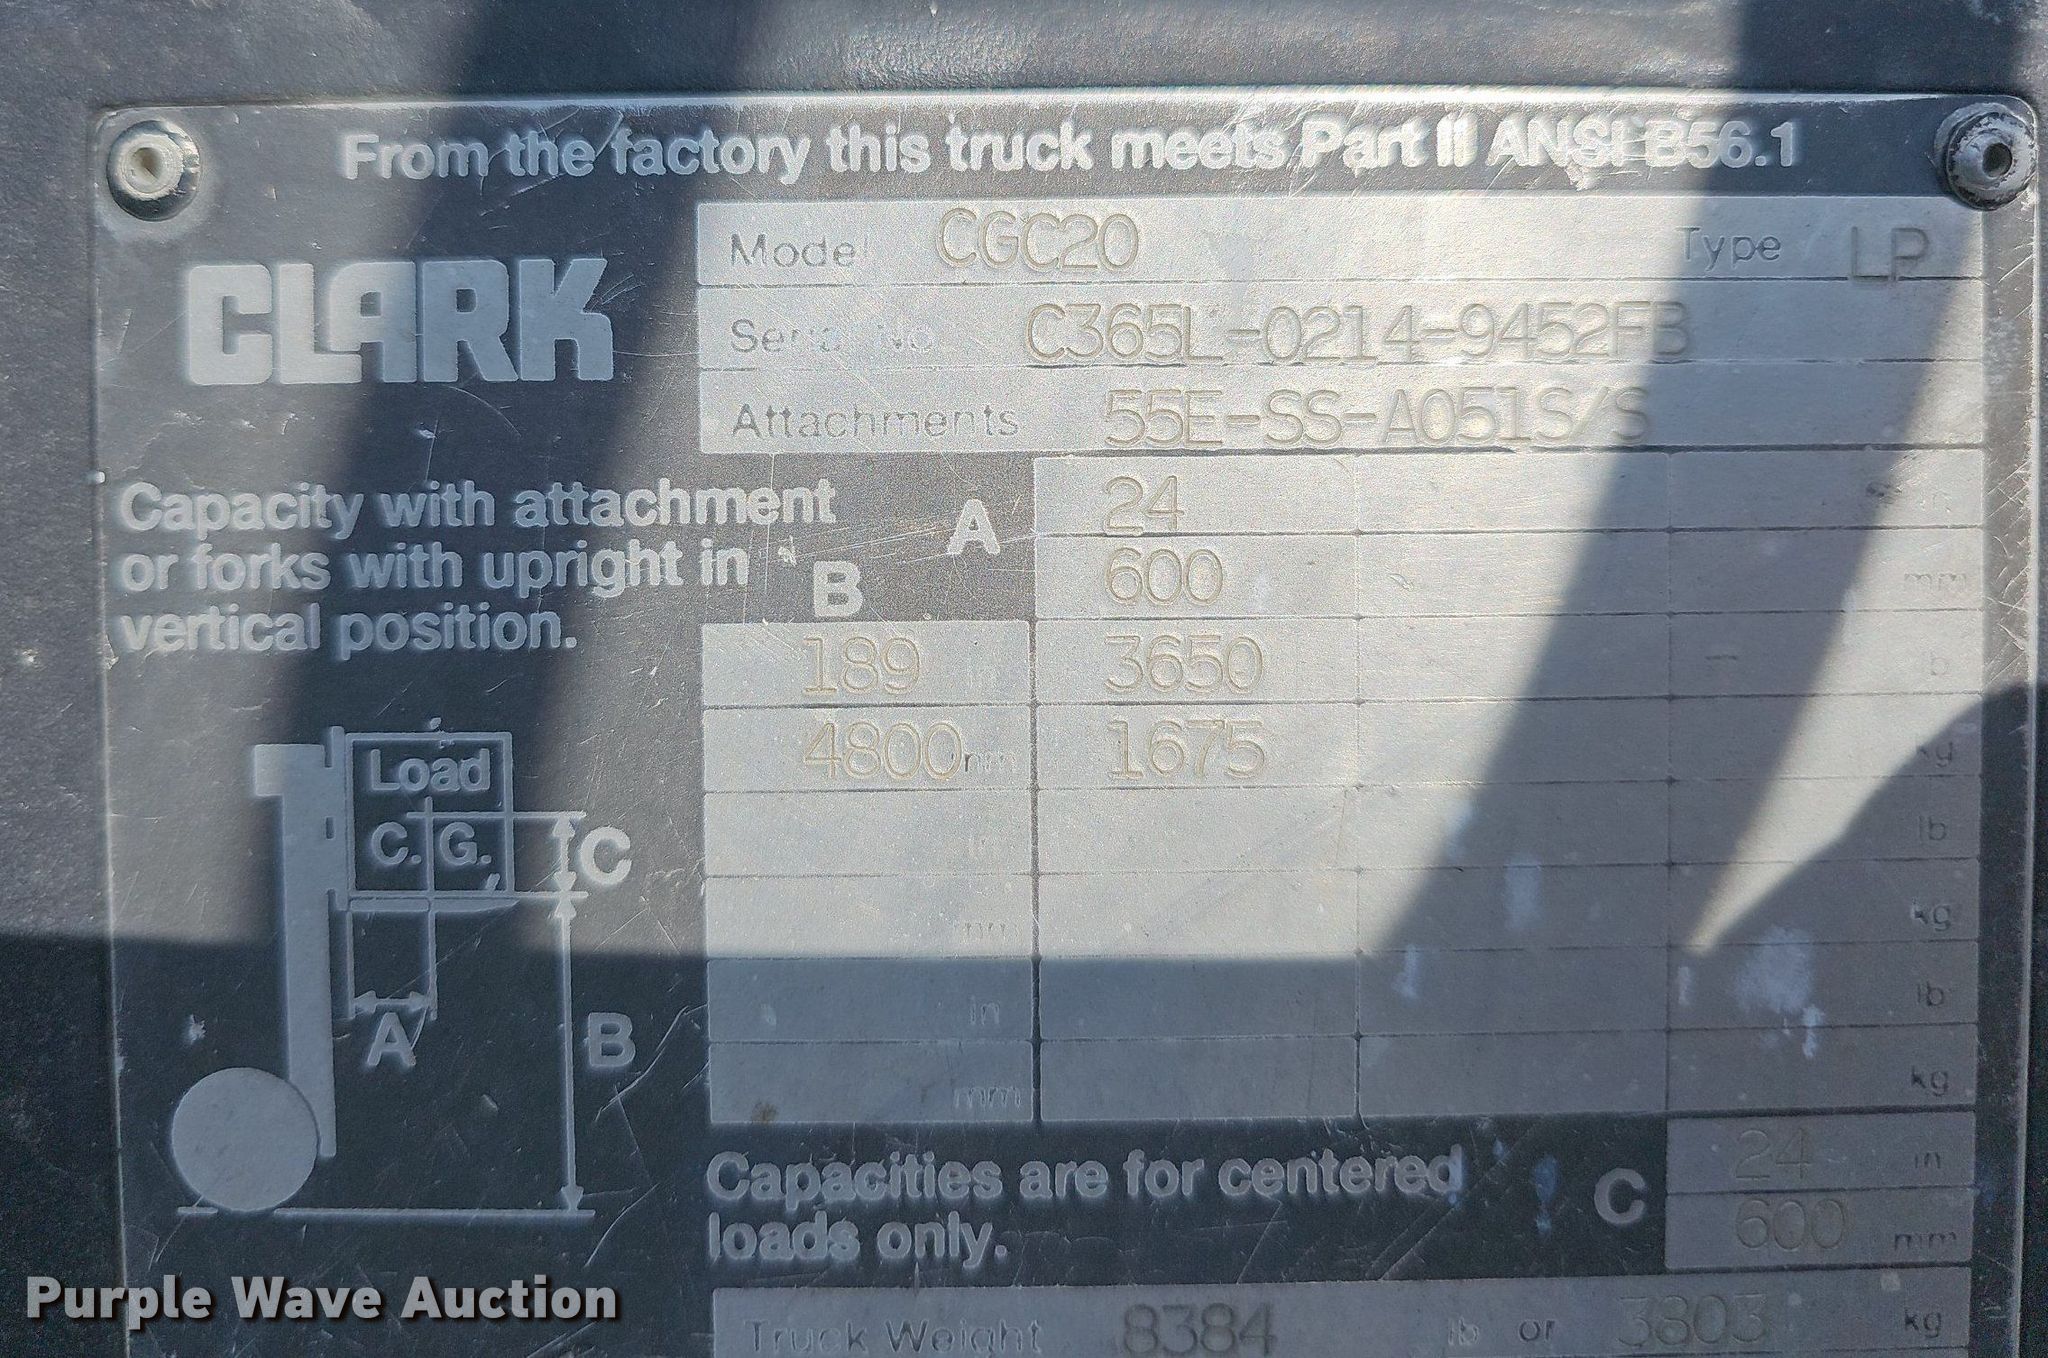 From the factory this truck meets Part II ANSI B56.1
CLARK
Model CGC20 Type LP
Serial No C365L-0214-9452FB
Attachments 55E-SS-A051S/S
Capacity with attachment
or forks with upright in
vertical position.
A 24 in
600 mm
B
189 in 3650 lb
4800 mm 1675 kg
in lb
mm kg
in lb
mm kg
Load
C.G.
C
A
B
Capacities are for centered
loads only.
C 24 in
600 mm
Truck Weight 8384 lb or 3803 kg
Purple Wave Auction